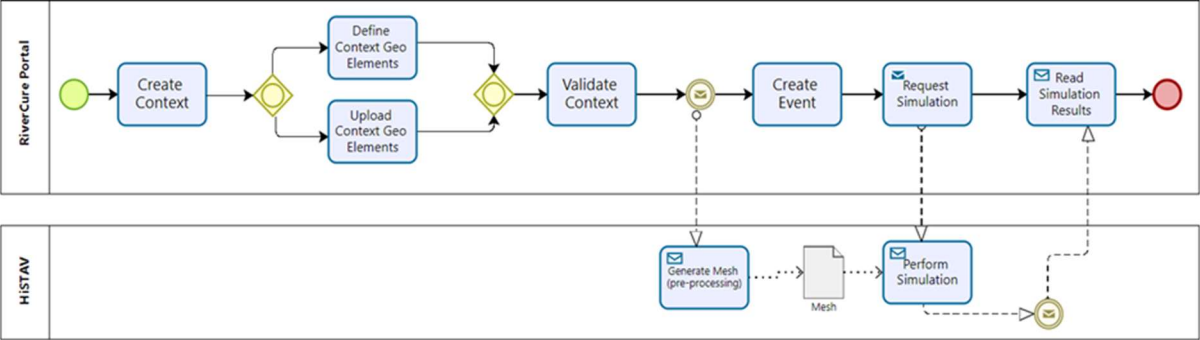 RiverCure Portal
Create
Context
Define
Context Geo
Elements
Upload
Context Geo
Elements
Validate
Context
Create
Event
Request
Simulation
Read
Simulation
Results
HiSTAV
Generate Mesh
(pre-processing)
Mesh
Perform
Simulation